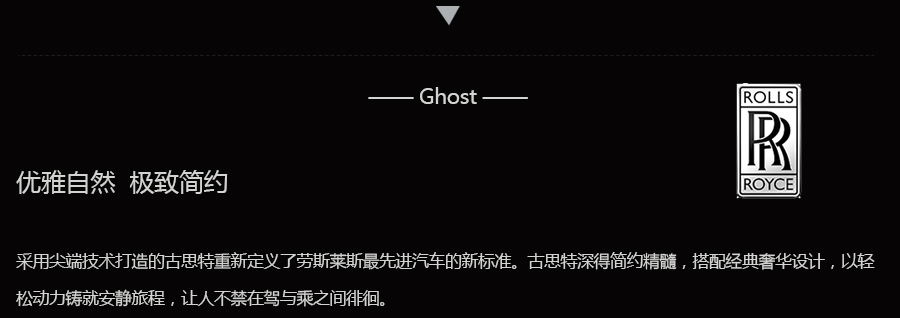 —— Ghost ——
ROLLS
RR
ROYCE
优雅自然 极致简约
采用尖端技术打造的古思特重新定义了劳斯莱斯最先进汽车的新标准。古思特深得简约精髓，搭配经典奢华设计，以轻
松动力铸就安静旅程，让人不禁在驾与乘之间徘徊。